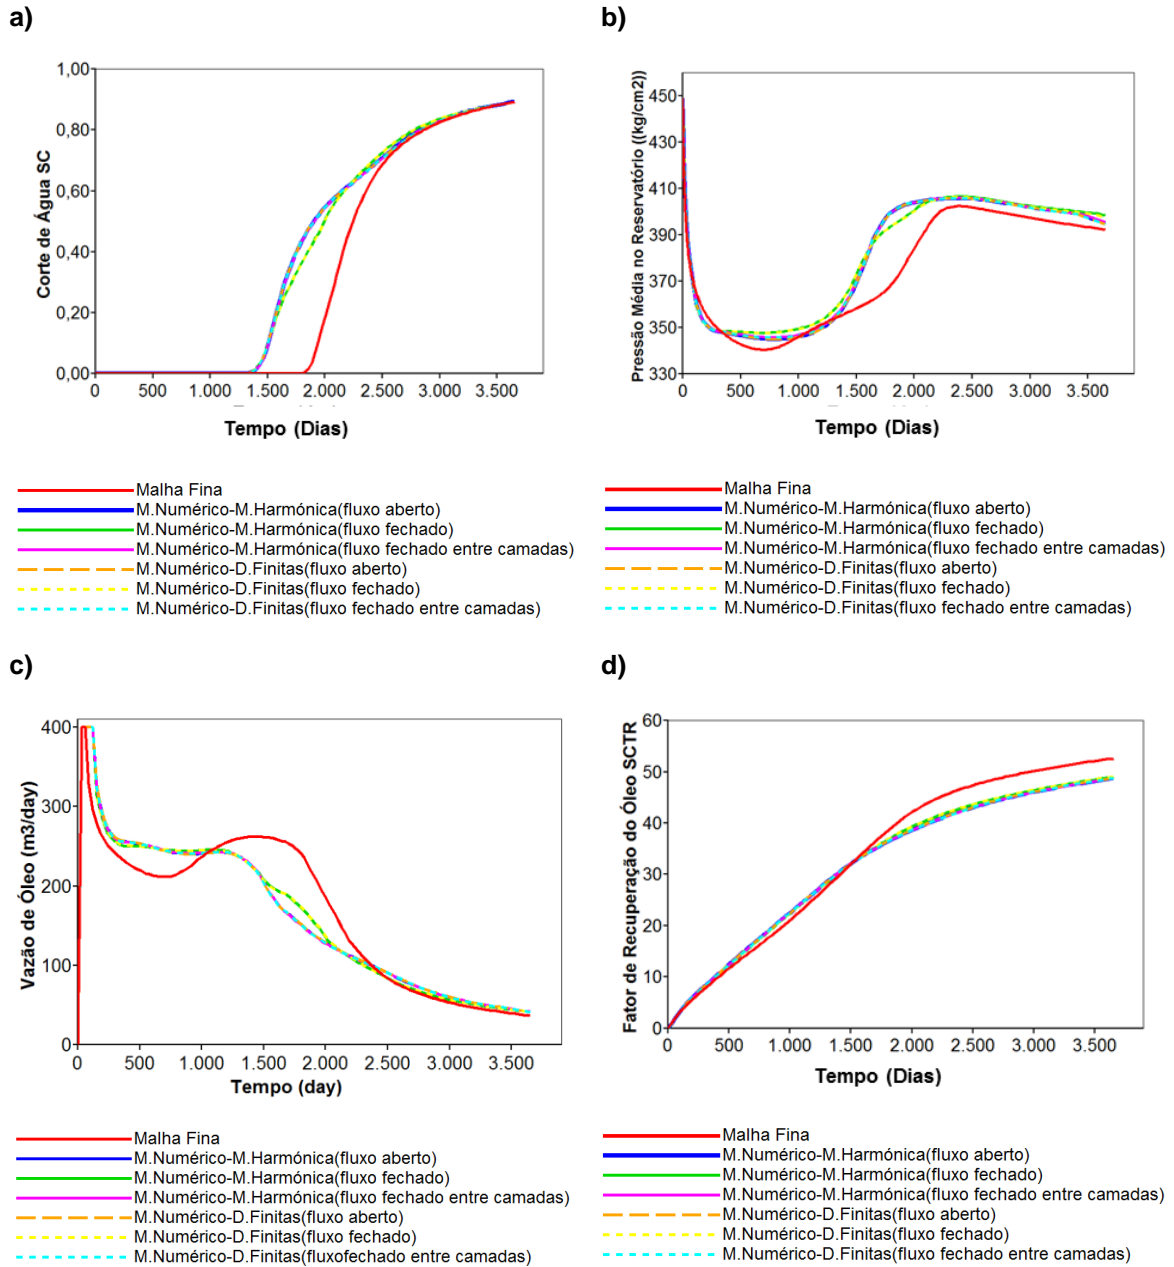 a)
1,00
0,80
0,60
0,40
0,20
0,00
Corte de Água SC
0 500 1.000 1.500 2.000 2.500 3.000 3.500
Tempo (Dias)
Malha Fina
M.Numérico-M.Harmónica(fluxo aberto)
M.Numérico-M.Harmónica(fluxo fechado)
M.Numérico-M.Harmónica(fluxo fechado entre camadas)
M.Numérico-D.Finitas(fluxo aberto)
M.Numérico-D.Finitas(fluxo fechado)
M.Numérico-D.Finitas(fluxo fechado entre camadas)
b)
450
430
410
390
370
350
330
Pressão Média no Reservatório ((kg/cm2))
0 500 1.000 1.500 2.000 2.500 3.000 3.500
Tempo (Dias)
Malha Fina
M.Numérico-M.Harmónica(fluxo aberto)
M.Numérico-M.Harmónica(fluxo fechado)
M.Numérico-M.Harmónica(fluxo fechado entre camadas)
M.Numérico-D.Finitas(fluxo aberto)
M.Numérico-D.Finitas(fluxo fechado)
M.Numérico-D.Finitas(fluxo fechado entre camadas)
c)
400
300
200
100
0
Vazão de Óleo (m3/day)
0 500 1.000 1.500 2.000 2.500 3.000 3.500
Tempo (day)
Malha Fina
M.Numérico-M.Harmónica(fluxo aberto)
M.Numérico-M.Harmónica(fluxo fechado)
M.Numérico-M.Harmónica(fluxo fechado entre camadas)
M.Numérico-D.Finitas(fluxo aberto)
M.Numérico-D.Finitas(fluxo fechado)
M.Numérico-D.Finitas(fluxofechado entre camadas)
d)
60
50
40
30
20
10
0
Fator de Recuperação do Óleo SCTR
0 500 1.000 1.500 2.000 2.500 3.000 3.500
Tempo (Dias)
Malha Fina
M.Numérico-M.Harmónica(fluxo aberto)
M.Numérico-M.Harmónica(fluxo fechado)
M.Numérico-M.Harmónica(fluxo fechado entre camadas)
M.Numérico-D.Finitas(fluxo aberto)
M.Numérico-D.Finitas(fluxo fechado)
M.Numérico-D.Finitas(fluxo fechado entre camadas)